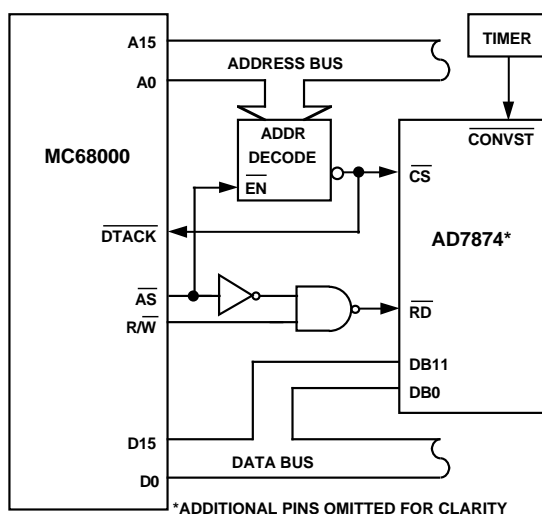 A15
TIMER
ADDRESS BUS
A0
ADDR
DECODE
CONVST
MC68000
EN
CS
DTACK
AD7874*
AS
R/W
RD
DB11
DB0
D15
DATA BUS
D0
*ADDITIONAL PINS OMITTED FOR CLARITY